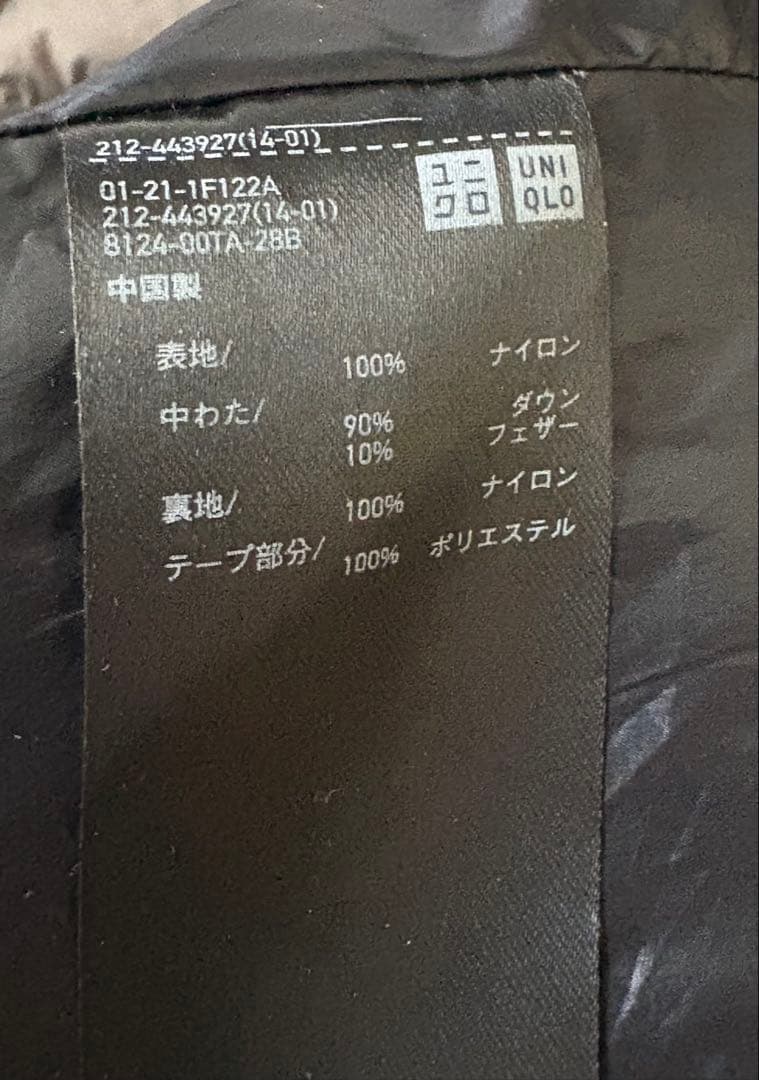 212-443927(14-01)
01-21-1F122A
212-443927(14-01)
8124-00TA-28B
ユニ
クロ
UNI
QLO
中国製
表地/ 100% ナイロン
中わた/ 90% ダウン
10% フェザー
裏地/ 100% ナイロン
テープ部分/ 100% ポリエステル